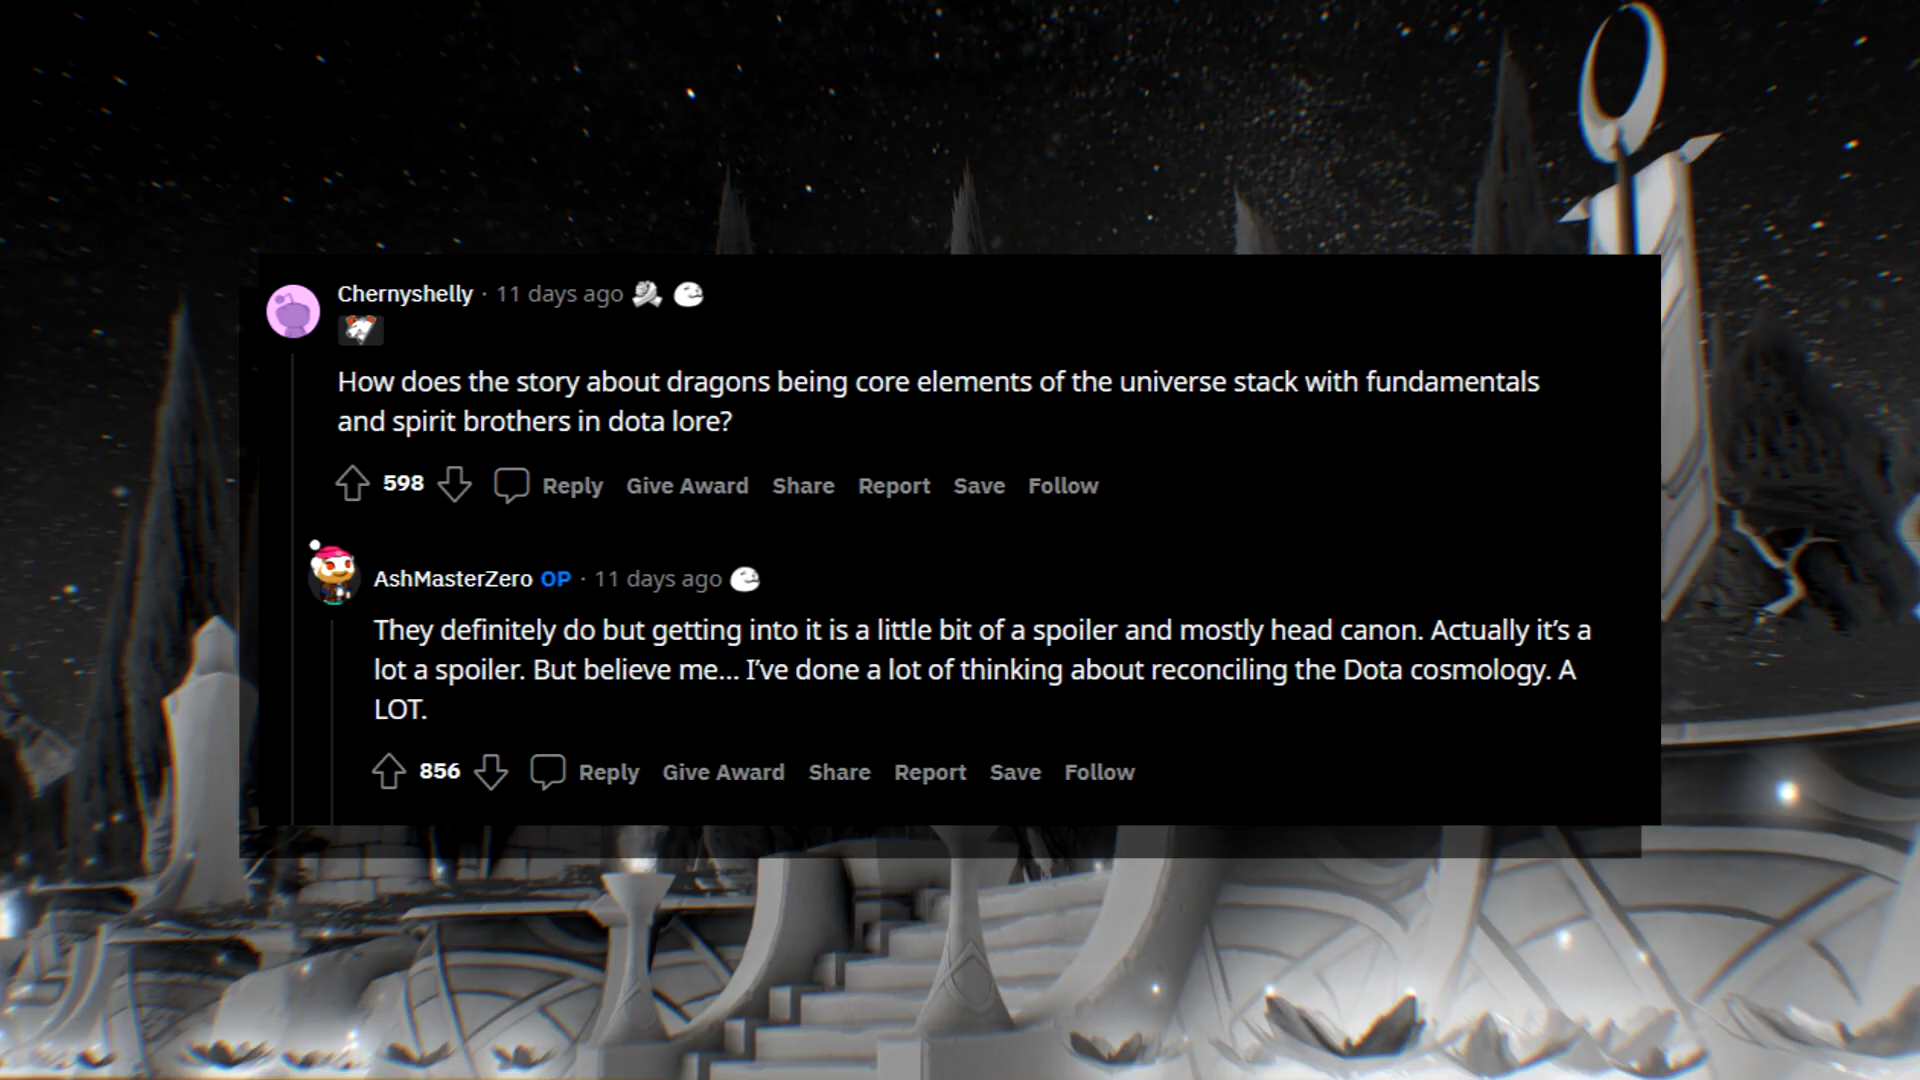 Chernyshelly · 11 days ago
How does the story about dragons being core elements of the universe stack with fundamentals
and spirit brothers in dota lore?
598 Reply Give Award Share Report Save Follow
AshMasterZero OP · 11 days ago
They definitely do but getting into it is a little bit of a spoiler and mostly head canon. Actually it’s a
lot a spoiler. But believe me... I’ve done a lot of thinking about reconciling the Dota cosmology. A
LOT.
856 Reply Give Award Share Report Save Follow